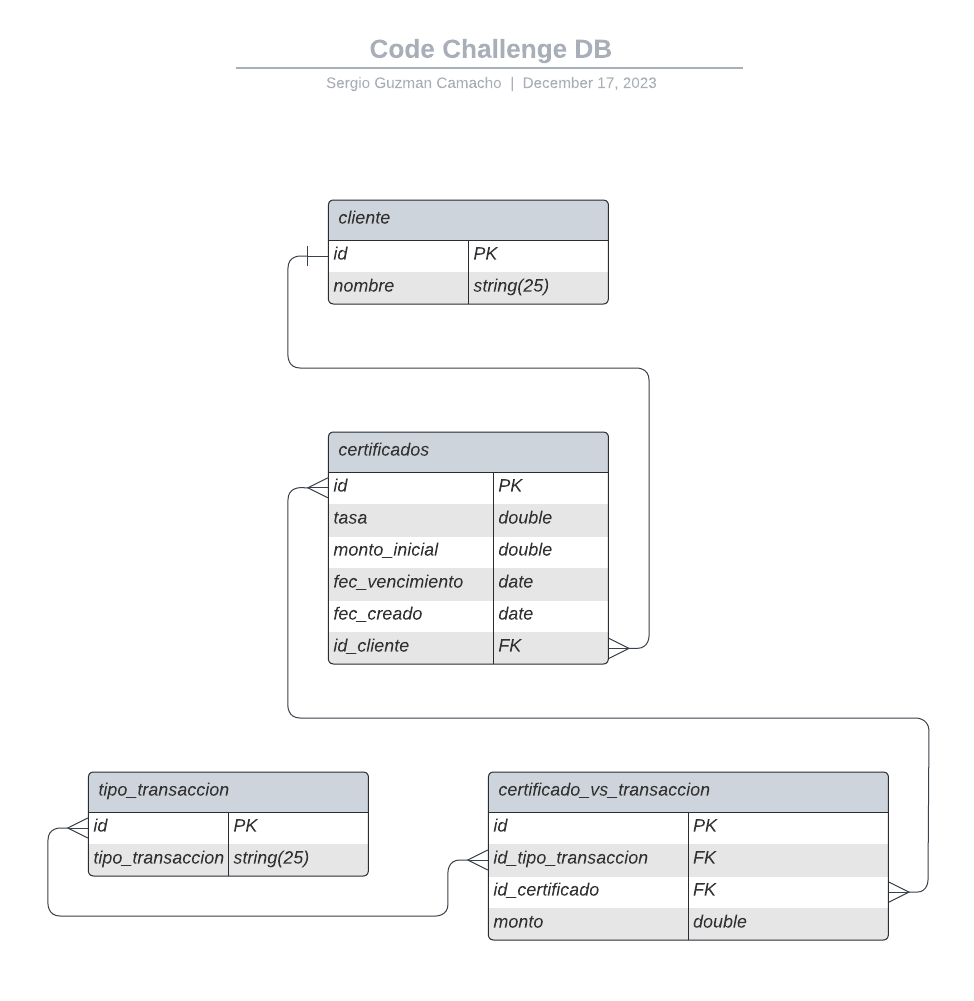 Code Challenge DB
Sergio Guzman Camacho | December 17, 2023
cliente
id PK
nombre string(25)
certificados
id PK
tasa double
monto_inicial double
fec_vencimiento date
fec_creado date
id_cliente FK
tipo_transaccion
id PK
tipo_transaccion string(25)
certificado_vs_transaccion
id PK
id_tipo_transaccion FK
id_certificado FK
monto double